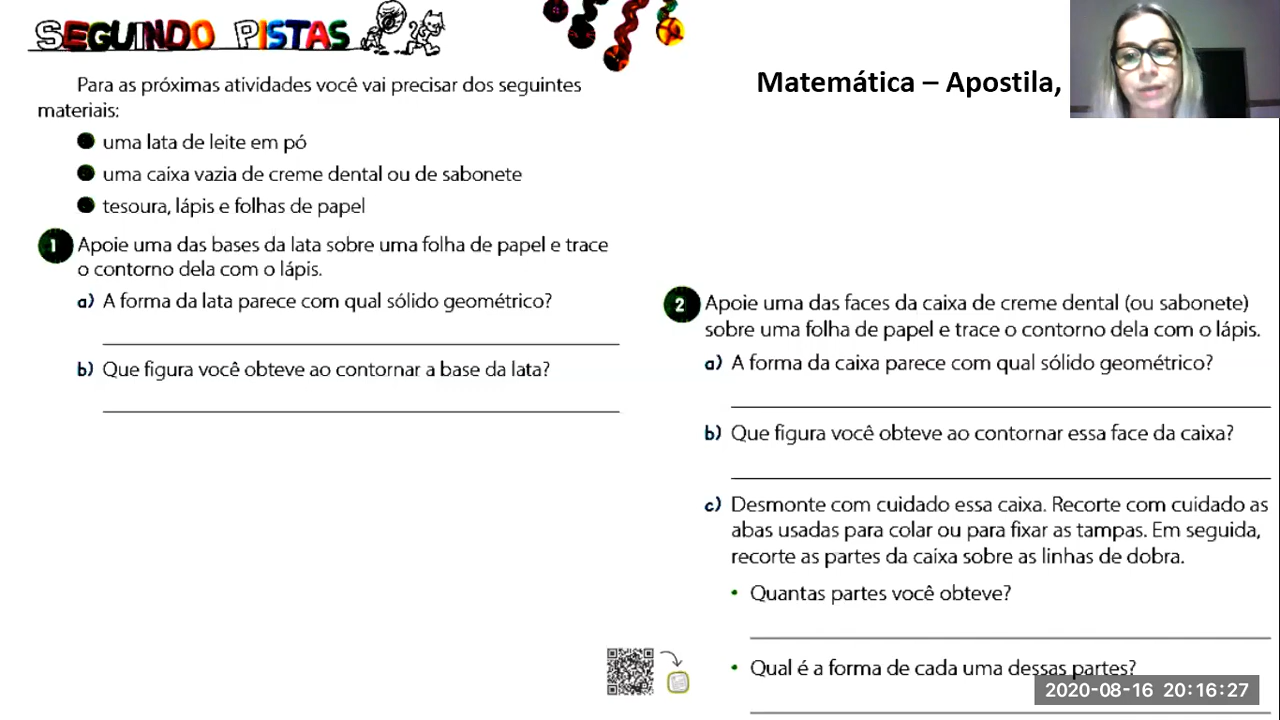 SEGUINDO PISTAS
Para as próximas atividades você vai precisar dos seguintes
materiais:
uma lata de leite em pó
uma caixa vazia de creme dental ou de sabonete
tesoura, lápis e folhas de papel
1 Apoie uma das bases da lata sobre uma folha de papel e trace
o contorno dela com o lápis.
a) A forma da lata parece com qual sólido geométrico?
b) Que figura você obteve ao contornar a base da lata?
Matemática – Apostila,
2 Apoie uma das faces da caixa de creme dental (ou sabonete)
sobre uma folha de papel e trace o contorno dela com o lápis.
a) A forma da caixa parece com qual sólido geométrico?
b) Que figura você obteve ao contornar essa face da caixa?
c) Desmonte com cuidado essa caixa. Recorte com cuidado as
abas usadas para colar ou para fixar as tampas. Em seguida,
recorte as partes da caixa sobre as linhas de dobra.
• Quantas partes você obteve?
• Qual é a forma de cada uma dessas partes?
2020-08-16 20:16:27